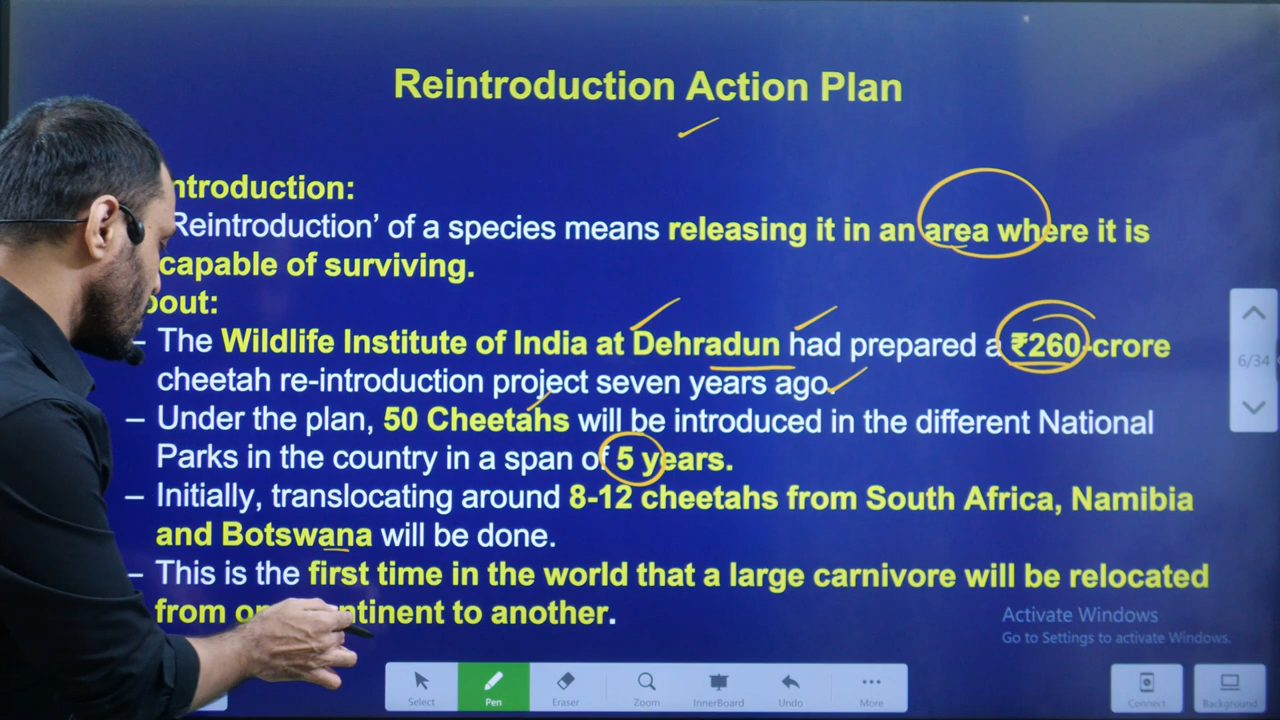 Reintroduction Action Plan
ntroduction:
Reintroduction’ of a species means releasing it in an area where it is
capable of surviving.
bout:
– The Wildlife Institute of India at Dehradun had prepared a ₹260-crore
cheetah re-introduction project seven years ago.
– Under the plan, 50 Cheetahs will be introduced in the different National
Parks in the country in a span of 5 years.
– Initially, translocating around 8-12 cheetahs from South Africa, Namibia
and Botswana will be done.
– This is the first time in the world that a large carnivore will be relocated
from ntinent to another.
6/34
Activate Windows
Go to Settings to activate Windows.
Select Pen Eraser Zoom InnerBoard Undo More Connect Background